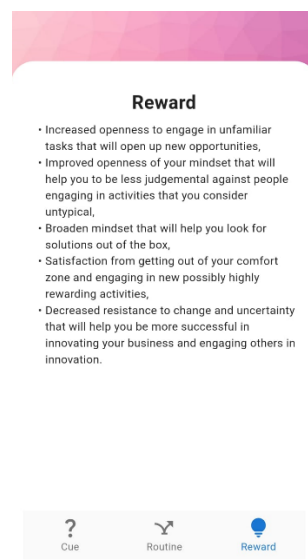 Reward
• Increased openness to engage in unfamiliar
tasks that will open up new opportunities,
• Improved openness of your mindset that will
help you to be less judgemental against people
engaging in activities that you consider
untypical,
• Broaden mindset that will help you look for
solutions out of the box,
• Satisfaction from getting out of your comfort
zone and engaging in new possibly highly
rewarding activities,
• Decreased resistance to change and uncertainty
that will help you be more successful in
innovating your business and engaging others in
innovation.
Cue
Routine
Reward